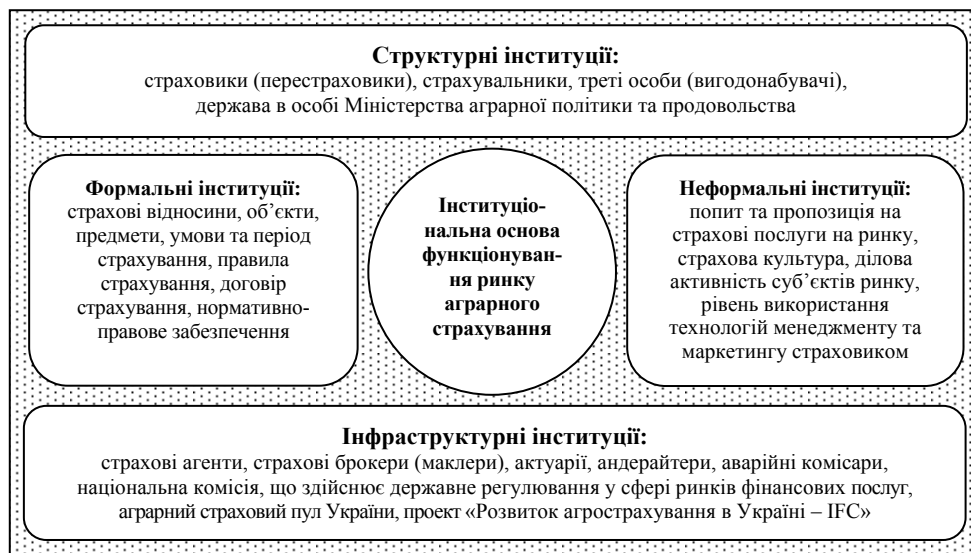 Структурні інституції:
страховики (перестраховики), страхувальники, треті особи (вигодонабувачі),
держава в особі Міністерства аграрної політики та продовольства
Формальні інституції:
страхові відносини, об’єкти,
предмети, умови та період
страхування, правила
страхування, договір
страхування, нормативно-
правове забезпечення
Інституціо-
нальна основа
функціонуван-
ня ринку
аграрного
страхування
Неформальні інституції:
попит та пропозиція на
страхові послуги на ринку,
страхова культура, ділова
активність суб’єктів ринку,
рівень використання
технологій менеджменту та
маркетингу страховиком
Інфраструктурні інституції:
страхові агенти, страхові брокери (маклери), актуарії, андерайтери, аварійні комісари,
національна комісія, що здійснює державне регулювання у сфері ринків фінансових послуг,
аграрний страховий пул України, проект «Розвиток агрострахування в Україні – IFC»